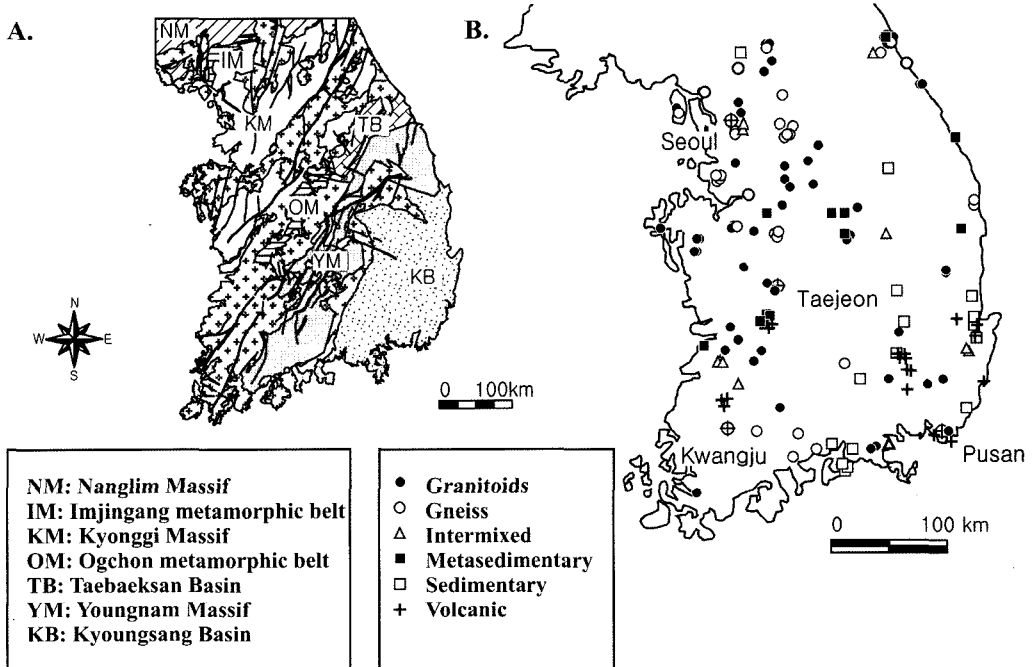 A.
NM
IM
KM
TB
OM
YM
KB
N
W E
S
0 100km
B.
Seoul
Taejeon
Kwangju
Pusan
0 100 km
NM: Nanglim Massif
IM: Imjingang metamorphic belt
KM: Kyonggi Massif
OM: Ogchon metamorphic belt
TB: Taebaeksan Basin
YM: Youngnam Massif
KB: Kyoungsang Basin
Granitoids
Gneiss
Intermixed
Metasedimentary
Sedimentary
Volcanic